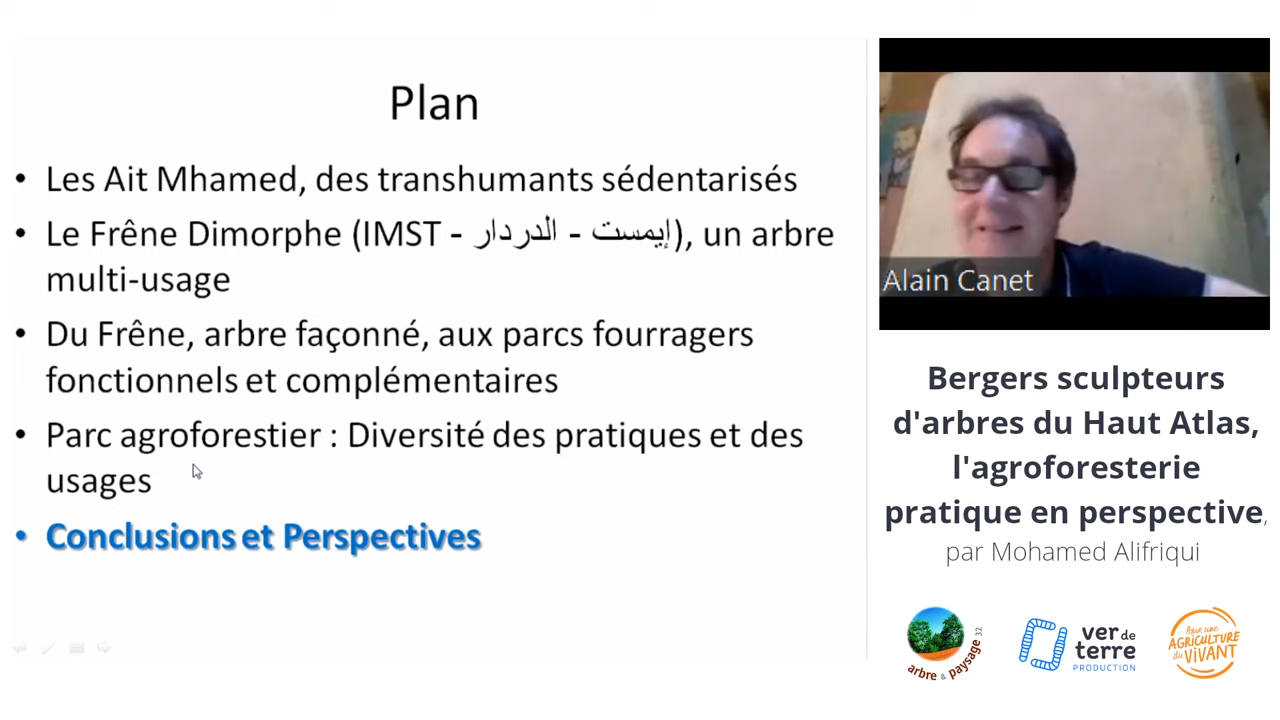 Plan
• Les Ait Mhamed, des transhumants sédentarisés
• Le Frêne Dimorphe (IMST - إيمست - الدردار), un arbre
multi-usage
• Du Frêne, arbre façonné, aux parcs fourragers
fonctionnels et complémentaires
• Parc agroforestier : Diversité des pratiques et des
usages
• Conclusions et Perspectives
Alain Canet
Bergers sculpteurs
d'arbres du Haut Atlas,
l'agroforesterie
pratique en perspective,
par Mohamed Alifriqui
arbre & paysage 32
ver de
terre
PRODUCTION
Pour une
AGRICULTURE
du ViVANT